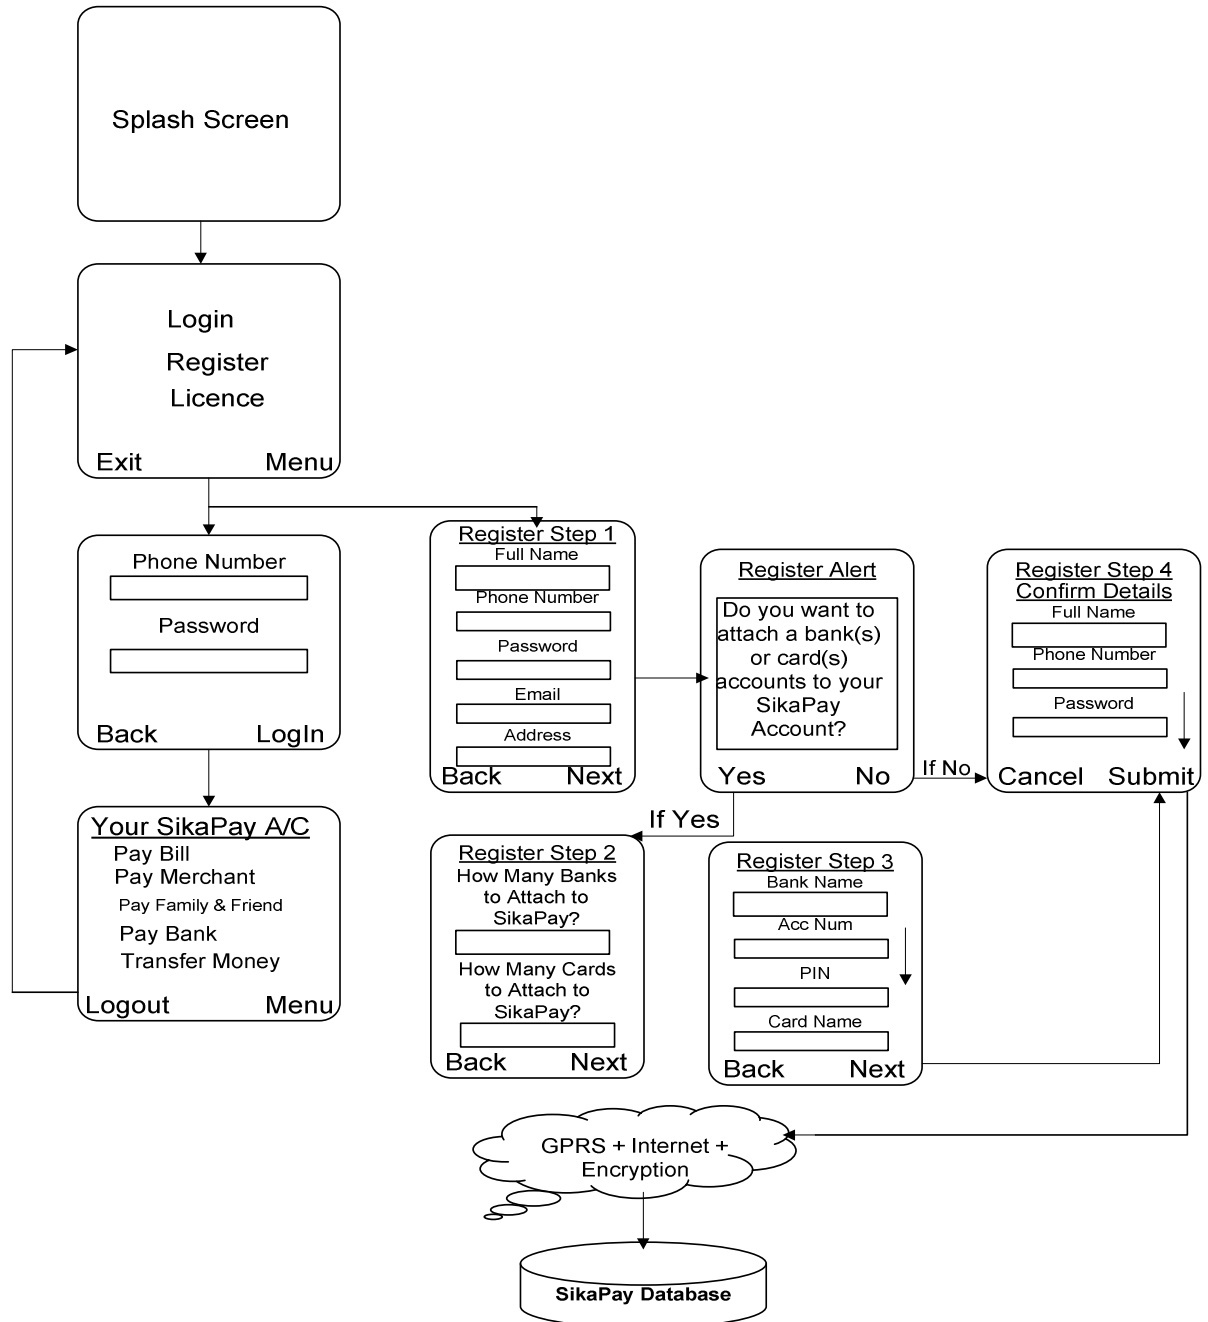 Splash Screen
Login
Register
Licence
Exit Menu
Phone Number
Password
Back LogIn
Your SikaPay A/C
Pay Bill
Pay Merchant
Pay Family & Friend
Pay Bank
Transfer Money
Logout Menu
Register Step 1
Full Name
Phone Number
Password
Email
Address
Back Next
Register Alert
Do you want to
attach a bank(s)
or card(s)
accounts to your
SikaPay
Account?
Yes No
If No
If Yes
Register Step 4
Confirm Details
Full Name
Phone Number
Password
Cancel Submit
Register Step 2
How Many Banks
to Attach to
SikaPay?
How Many Cards
to Attach to
SikaPay?
Back Next
Register Step 3
Bank Name
Acc Num
PIN
Card Name
Back Next
GPRS + Internet +
Encryption
SikaPay Database